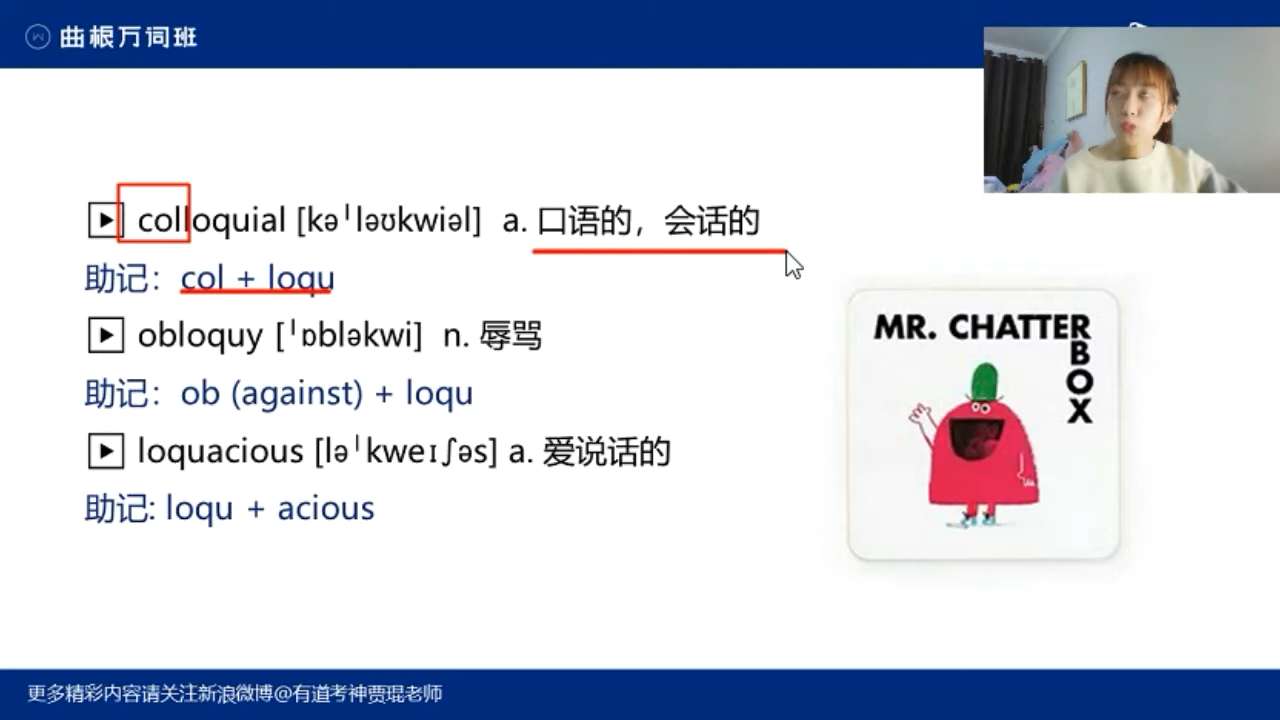 曲根万词班
colloquial [kəˈləʊkwiəl] a. 口语的，会话的
助记：col + loqu
obloquy [ˈɒbləkwi] n. 辱骂
助记：ob (against) + loqu
loquacious [ləˈkweɪʃəs] a. 爱说话的
助记: loqu + acious
MR. CHATTERBOX
更多精彩内容请关注新浪微博@有道考神贾琨老师